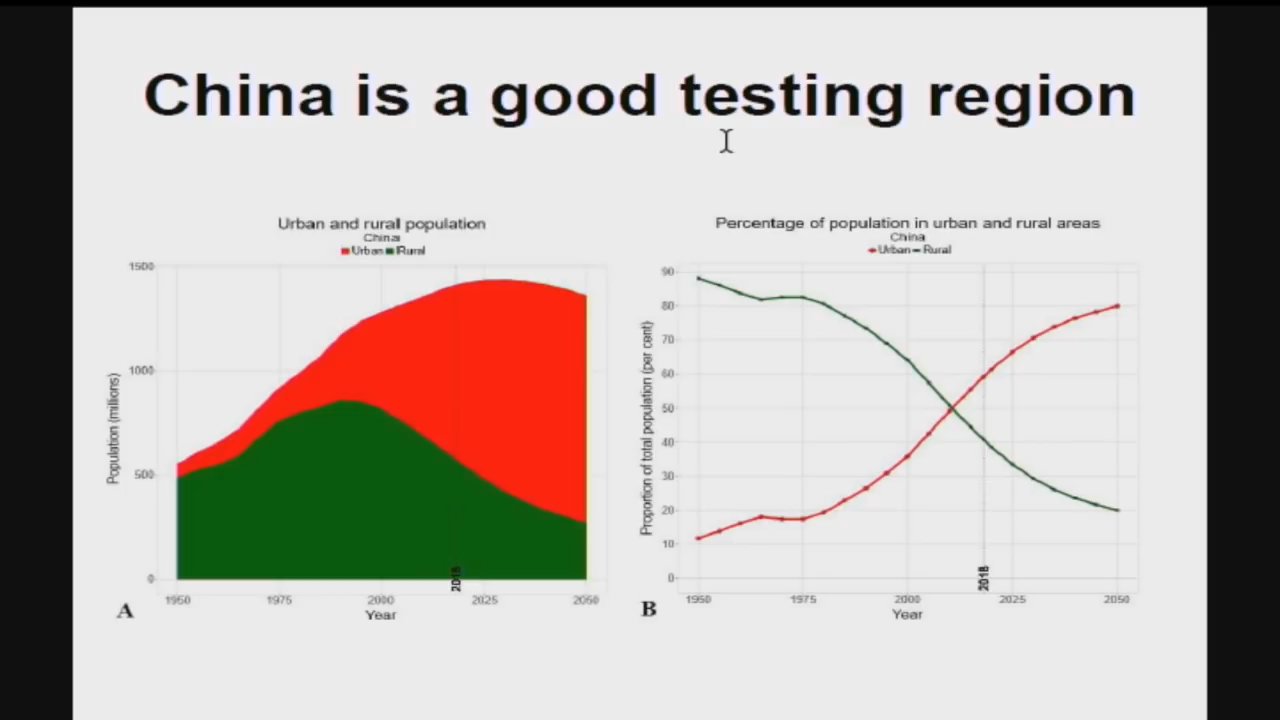 China is a good testing region
Urban and rural population
China
Urban Rural
1500
1000
500
0
Population (millions)
1950 1975 2000 2025 2050
2018
Year
A
Percentage of population in urban and rural areas
China
Urban Rural
90
80
70
60
50
40
30
20
10
0
Proportion of total population (per cent)
1950 1975 2000 2025 2050
2018
Year
B